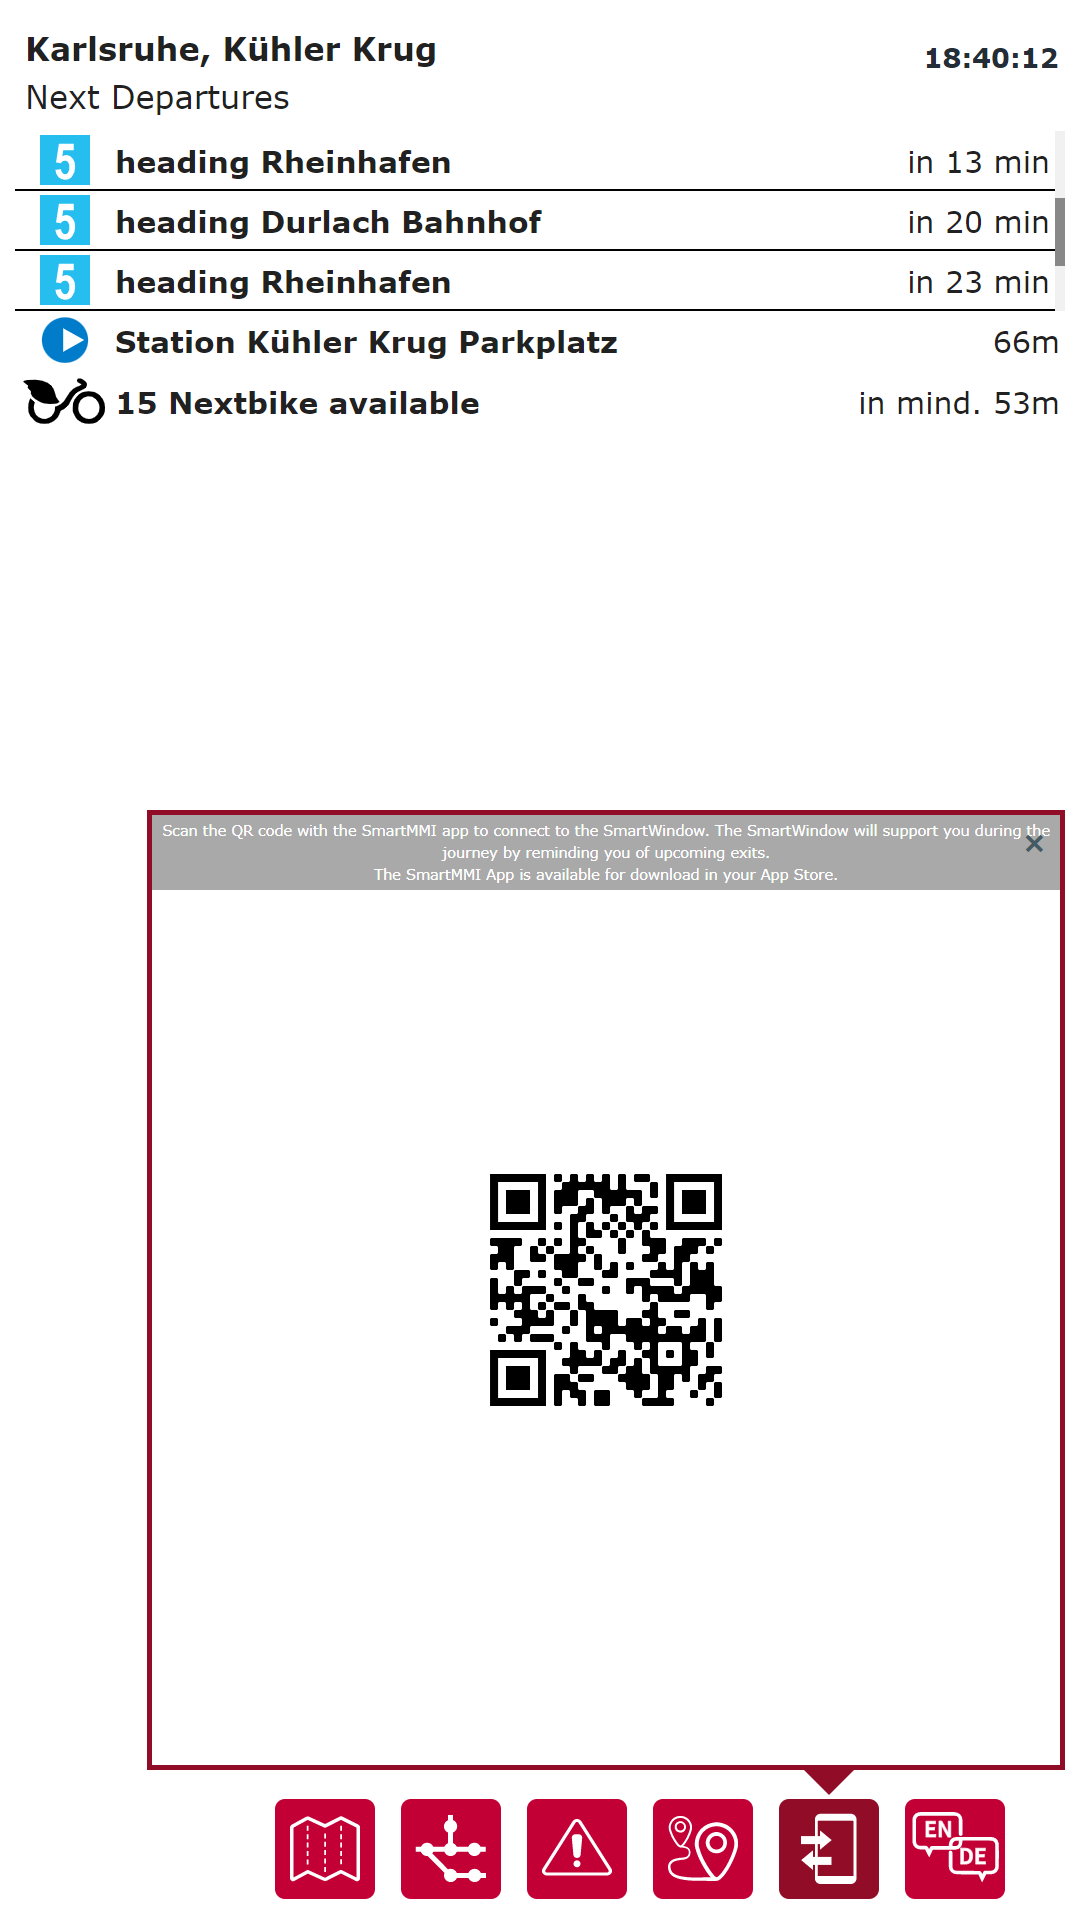 Karlsruhe, Kühler Krug
18:40:12
Next Departures
5 heading Rheinhafen in 13 min
5 heading Durlach Bahnhof in 20 min
5 heading Rheinhafen in 23 min
Station Kühler Krug Parkplatz 66m
15 Nextbike available in mind. 53m
Scan the QR code with the SmartMMI app to connect to the SmartWindow. The SmartWindow will support you during the
journey by reminding you of upcoming exits.
The SmartMMI App is available for download in your App Store.
EN
DE